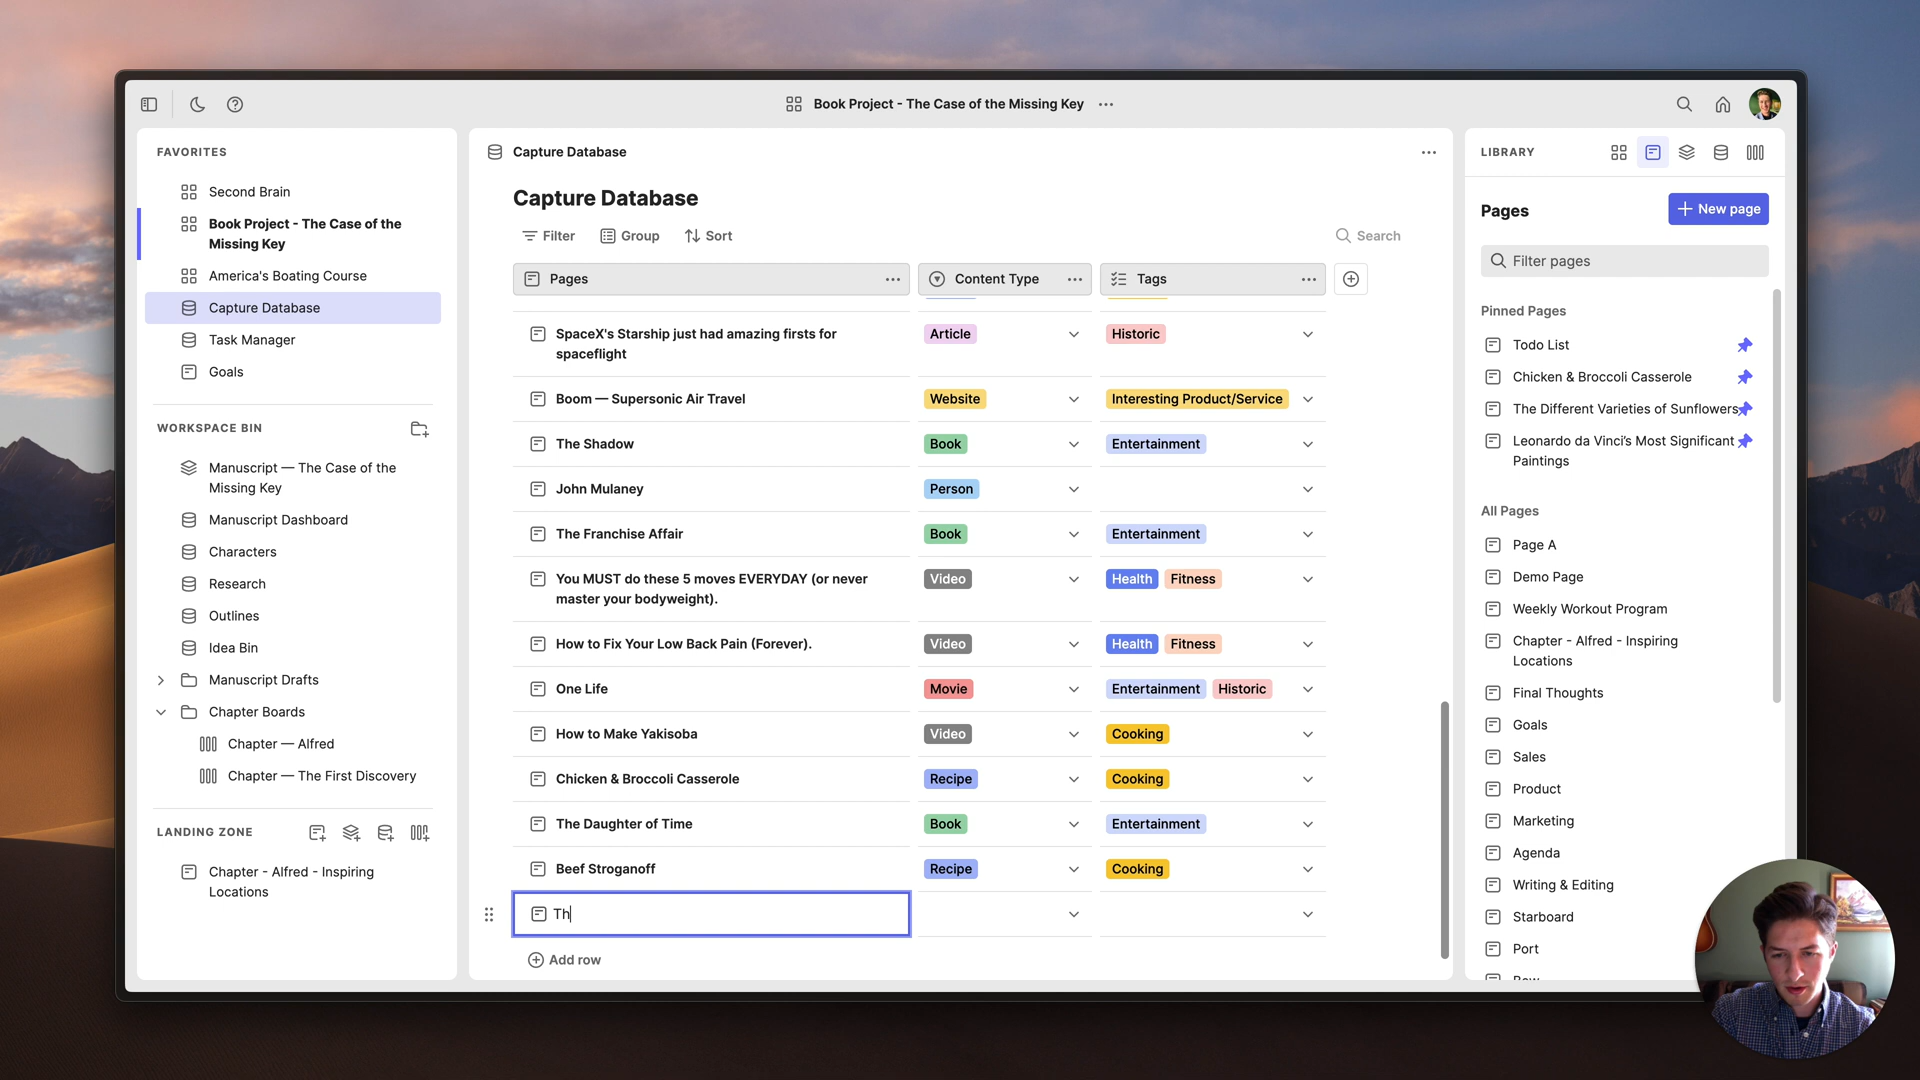 Book Project - The Case of the Missing Key
FAVORITES
Second Brain
Book Project - The Case of the
Missing Key
America's Boating Course
Capture Database
Task Manager
Goals
WORKSPACE BIN
Manuscript — The Case of the
Missing Key
Manuscript Dashboard
Characters
Research
Outlines
Idea Bin
Manuscript Drafts
Chapter Boards
Chapter — Alfred
Chapter — The First Discovery
LANDING ZONE
Chapter - Alfred - Inspiring
Locations
Capture Database
Capture Database
Filter Group Sort Search
Pages Content Type Tags
SpaceX's Starship just had amazing firsts for
spaceflight
Article Historic
Boom — Supersonic Air Travel Website Interesting Product/Service
The Shadow Book Entertainment
John Mulaney Person
The Franchise Affair Book Entertainment
You MUST do these 5 moves EVERYDAY (or never
master your bodyweight).
Video Health Fitness
How to Fix Your Low Back Pain (Forever). Video Health Fitness
One Life Movie Entertainment Historic
How to Make Yakisoba Video Cooking
Chicken & Broccoli Casserole Recipe Cooking
The Daughter of Time Book Entertainment
Beef Stroganoff Recipe Cooking
Th
Add row
LIBRARY
Pages New page
Filter pages
Pinned Pages
Todo List
Chicken & Broccoli Casserole
The Different Varieties of Sunflowers
Leonardo da Vinci's Most Significant
Paintings
All Pages
Page A
Demo Page
Weekly Workout Program
Chapter - Alfred - Inspiring
Locations
Final Thoughts
Goals
Sales
Product
Marketing
Agenda
Writing & Editing
Starboard
Port